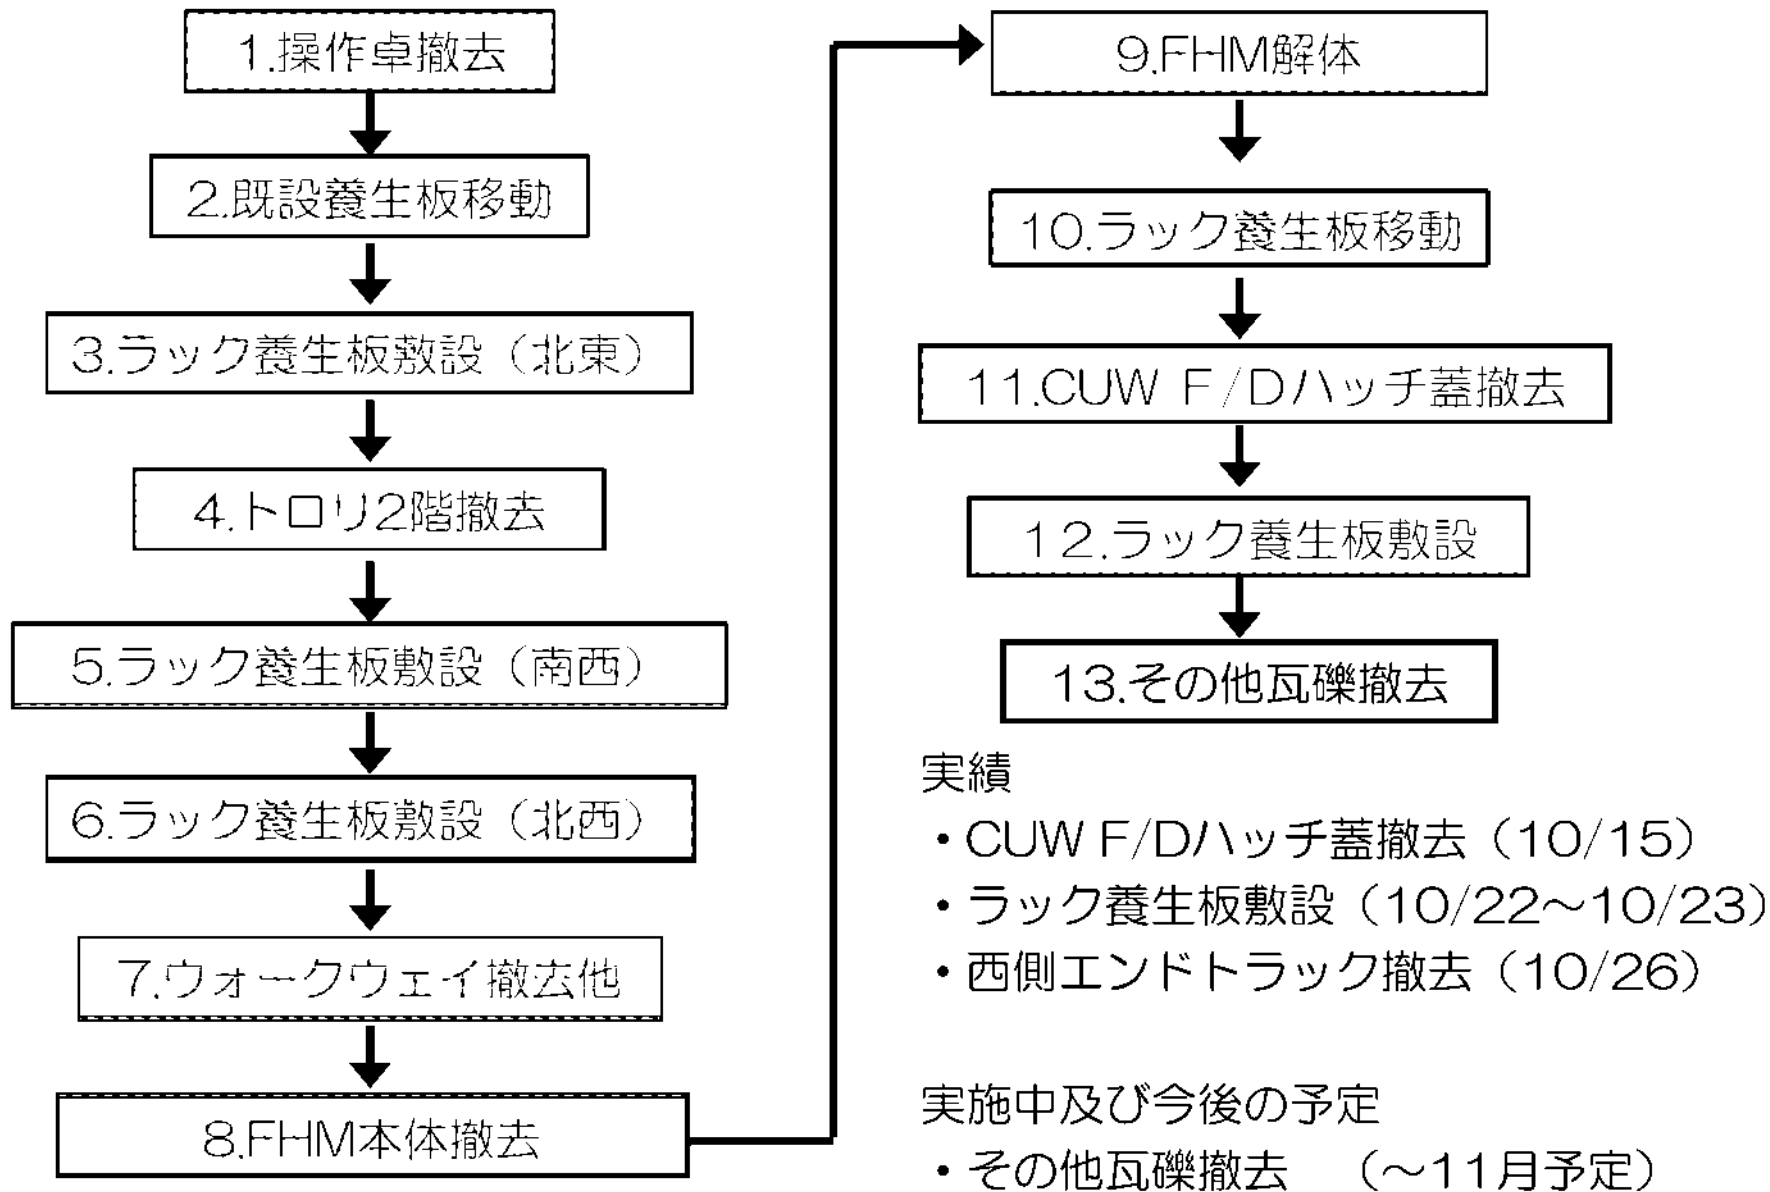 1.操作卓撤去
2.既設養生板移動
3.ラック養生板敷設（北東）
4.トロリ2階撤去
5.ラック養生板敷設（南西）
6.ラック養生板敷設（北西）
7.ウォークウェイ撤去他
8.FHM本体撤去
9.FHM解体
10.ラック養生板移動
11.CUW F/Dハッチ蓋撤去
12.ラック養生板敷設
13.その他瓦礫撤去
実績
・CUW F/Dハッチ蓋撤去（10/15）
・ラック養生板敷設（10/22～10/23）
・西側エンドトラック撤去（10/26）
実施中及び今後の予定
・その他瓦礫撤去　（～11月予定）